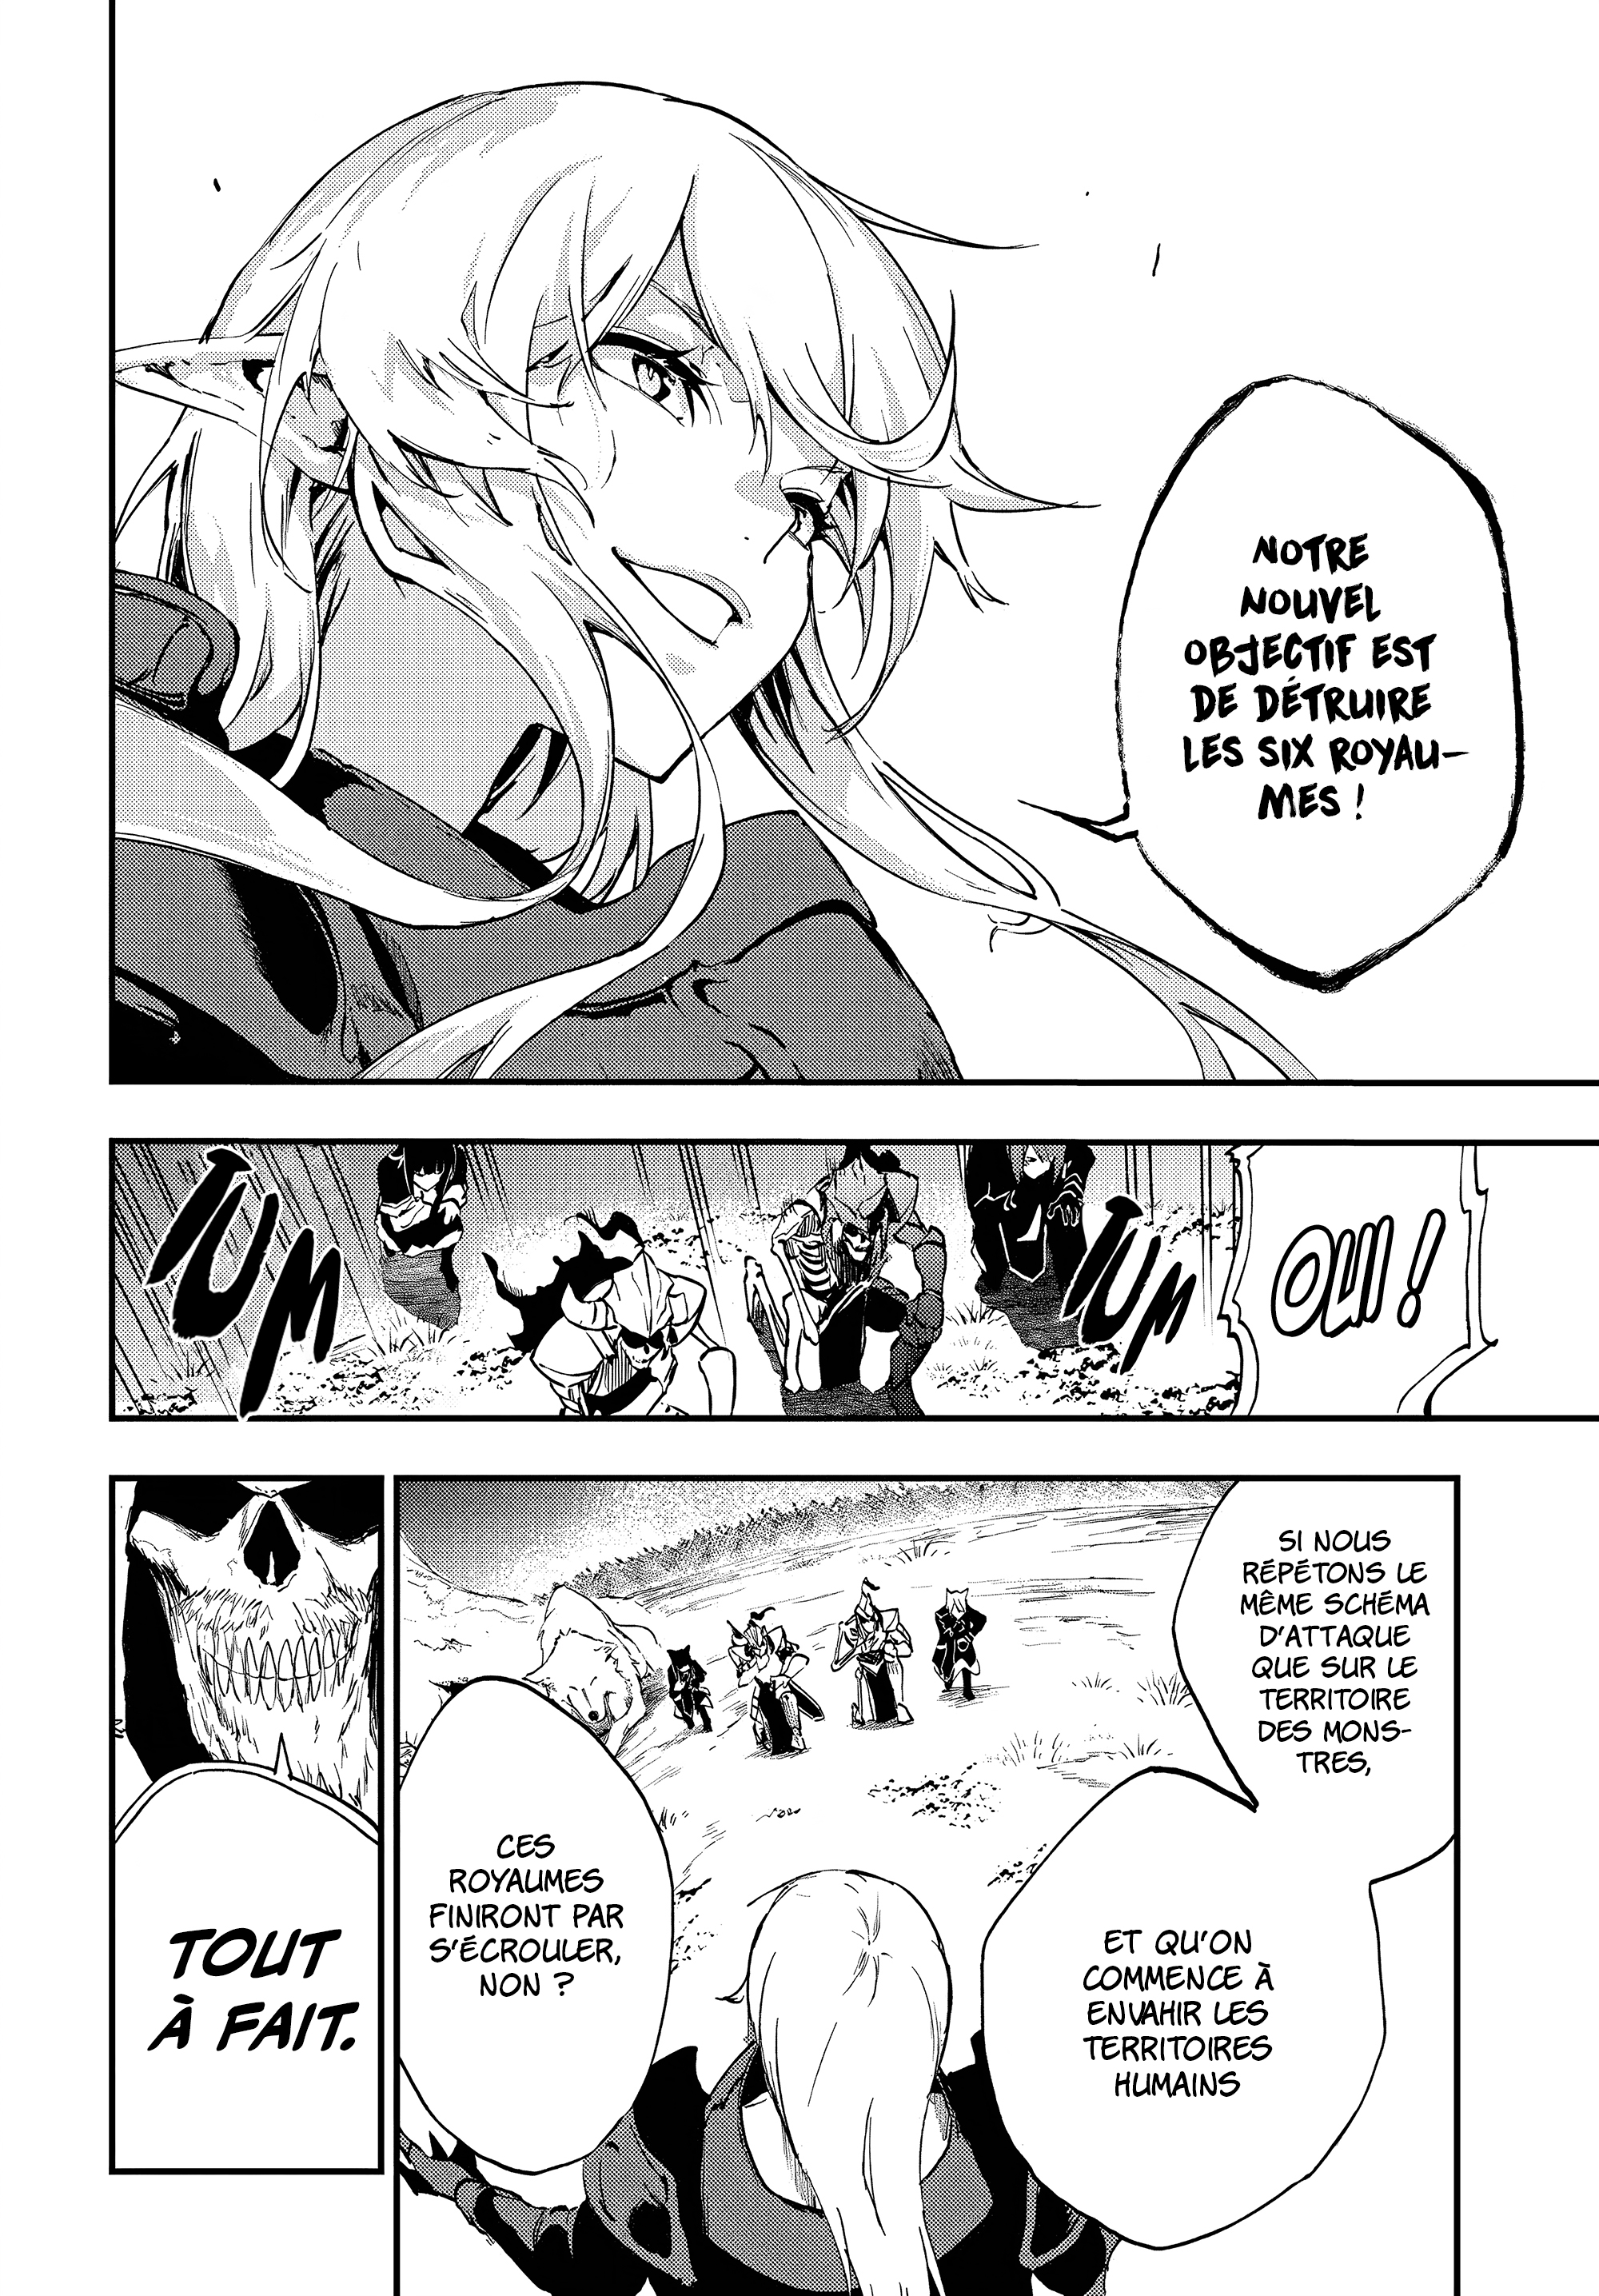 NOTRE
NOUVEL
OBJECTIF EST
DE DÉTRUIRE
LES SIX ROYAU-
MES !
OUI !
TUM
TUM
SI NOUS
RÉPÉTONS LE
MÊME SCHÉMA
D'ATTAQUE
QUE SUR LE
TERRITOIRE
DES MONS-
TRES,
ET QU'ON
COMMENCE À
ENVAHIR LES
TERRITOIRES
HUMAINS
CES
ROYAUMES
FINIRONT PAR
S'ÉCROULER,
NON ?
TOUT
À FAIT.